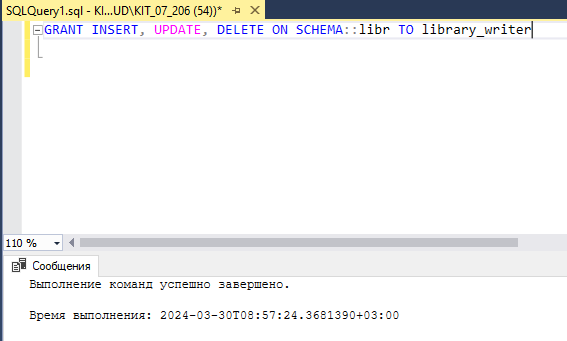 SQLQuery1.sql - KI...UD\KIT_07_206 (54))*
GRANT INSERT, UPDATE, DELETE ON SCHEMA::libr TO library_writer
110 %
Сообщения
Выполнение команд успешно завершено.
Время выполнения: 2024-03-30T08:57:24.3681390+03:00